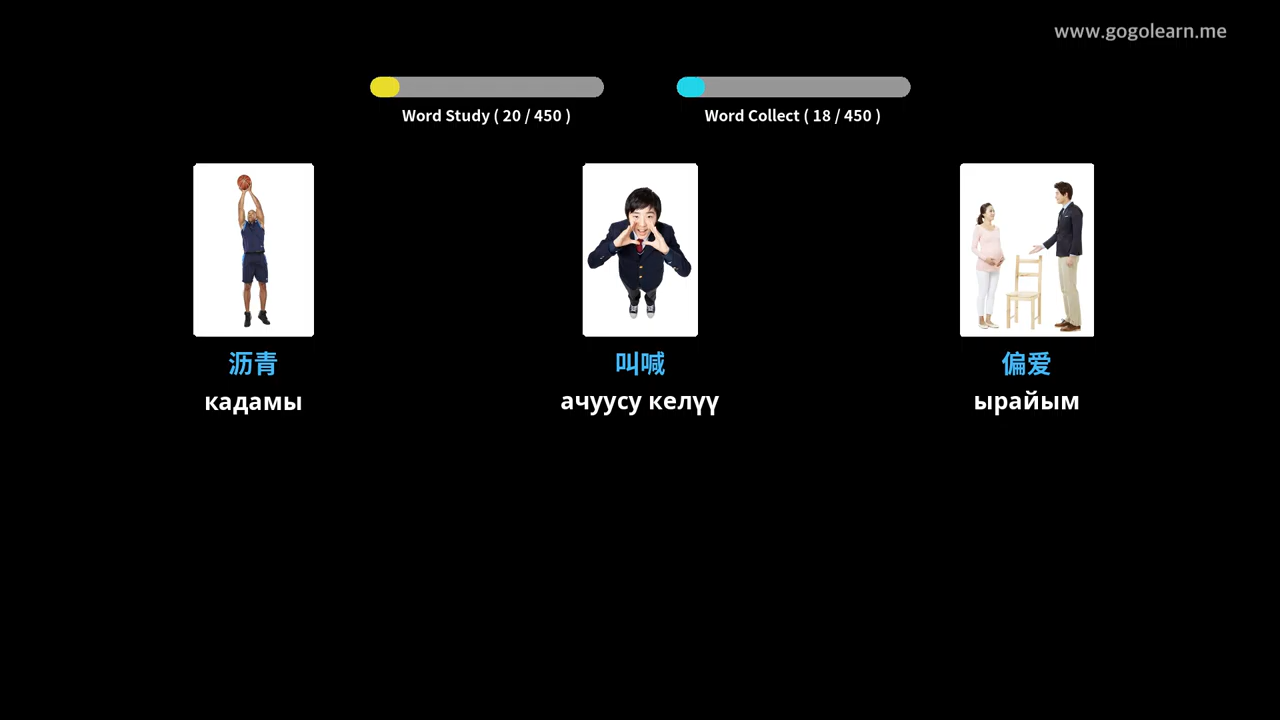 www.gogolearn.me
Word Study ( 20 / 450 )
Word Collect ( 18 / 450 )
沥青
叫喊
偏爱
кадамы
ачуусу келүү
ырайым